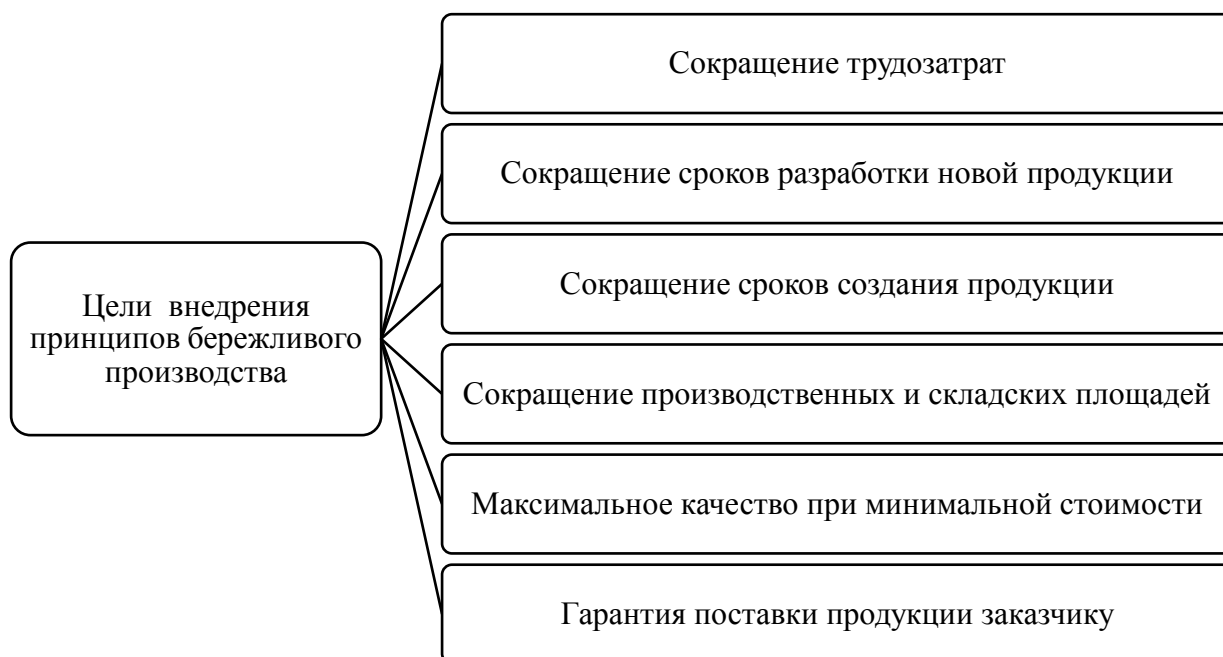 Сокращение трудозатрат
Сокращение сроков разработки новой продукции
Сокращение сроков создания продукции
Цели внедрения
принципов бережливого
производства
Сокращение производственных и складских площадей
Максимальное качество при минимальной стоимости
Гарантия поставки продукции заказчику